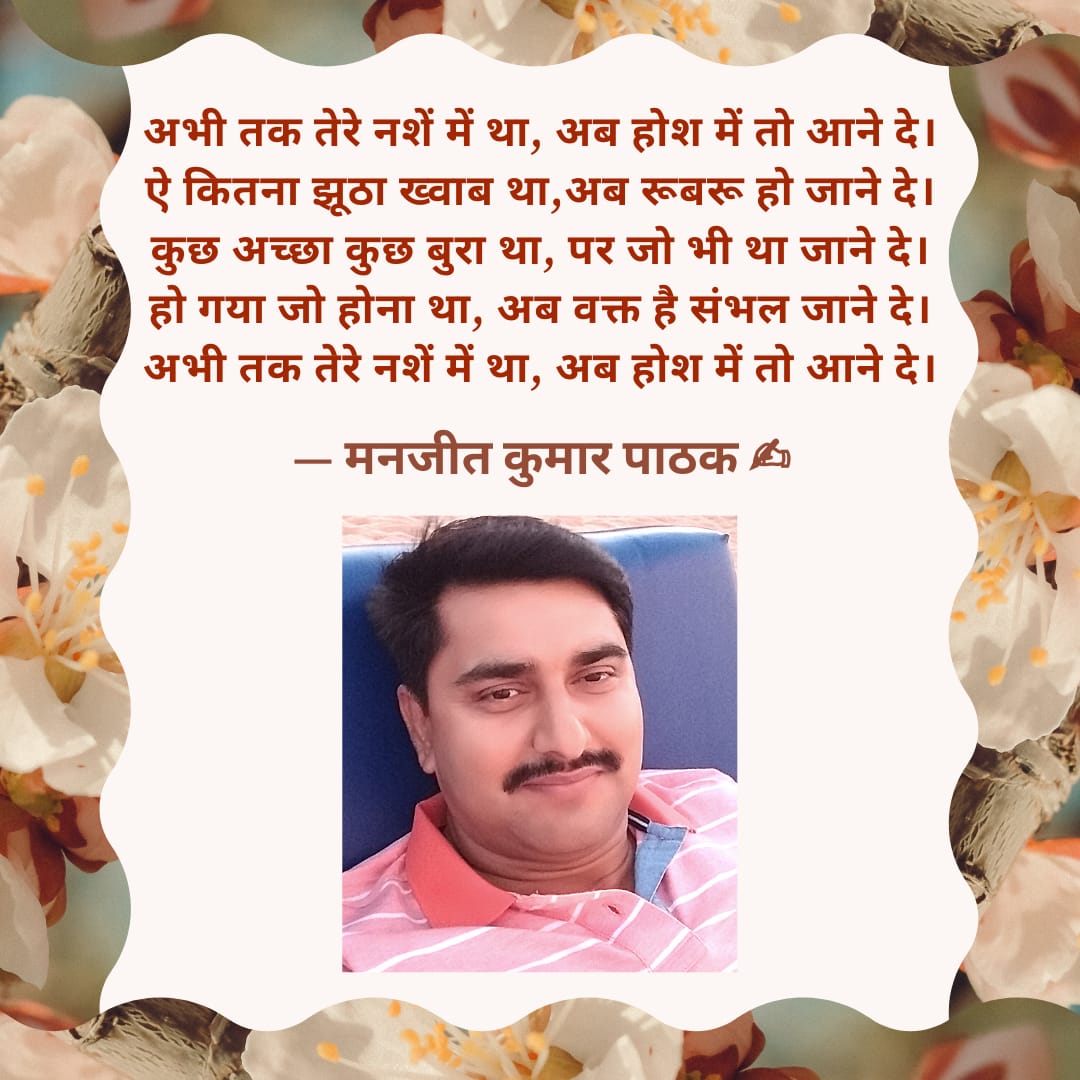 अभी तक तेरे नशें में था, अब होश में तो आने दे।
ऐ कितना झूठा ख्वाब था,अब रूबरू हो जाने दे।
कुछ अच्छा कुछ बुरा था, पर जो भी था जाने दे।
हो गया जो होना था, अब वक्त है संभल जाने दे।
अभी तक तेरे नशें में था, अब होश में तो आने दे।
— मनजीत कुमार पाठक ✍